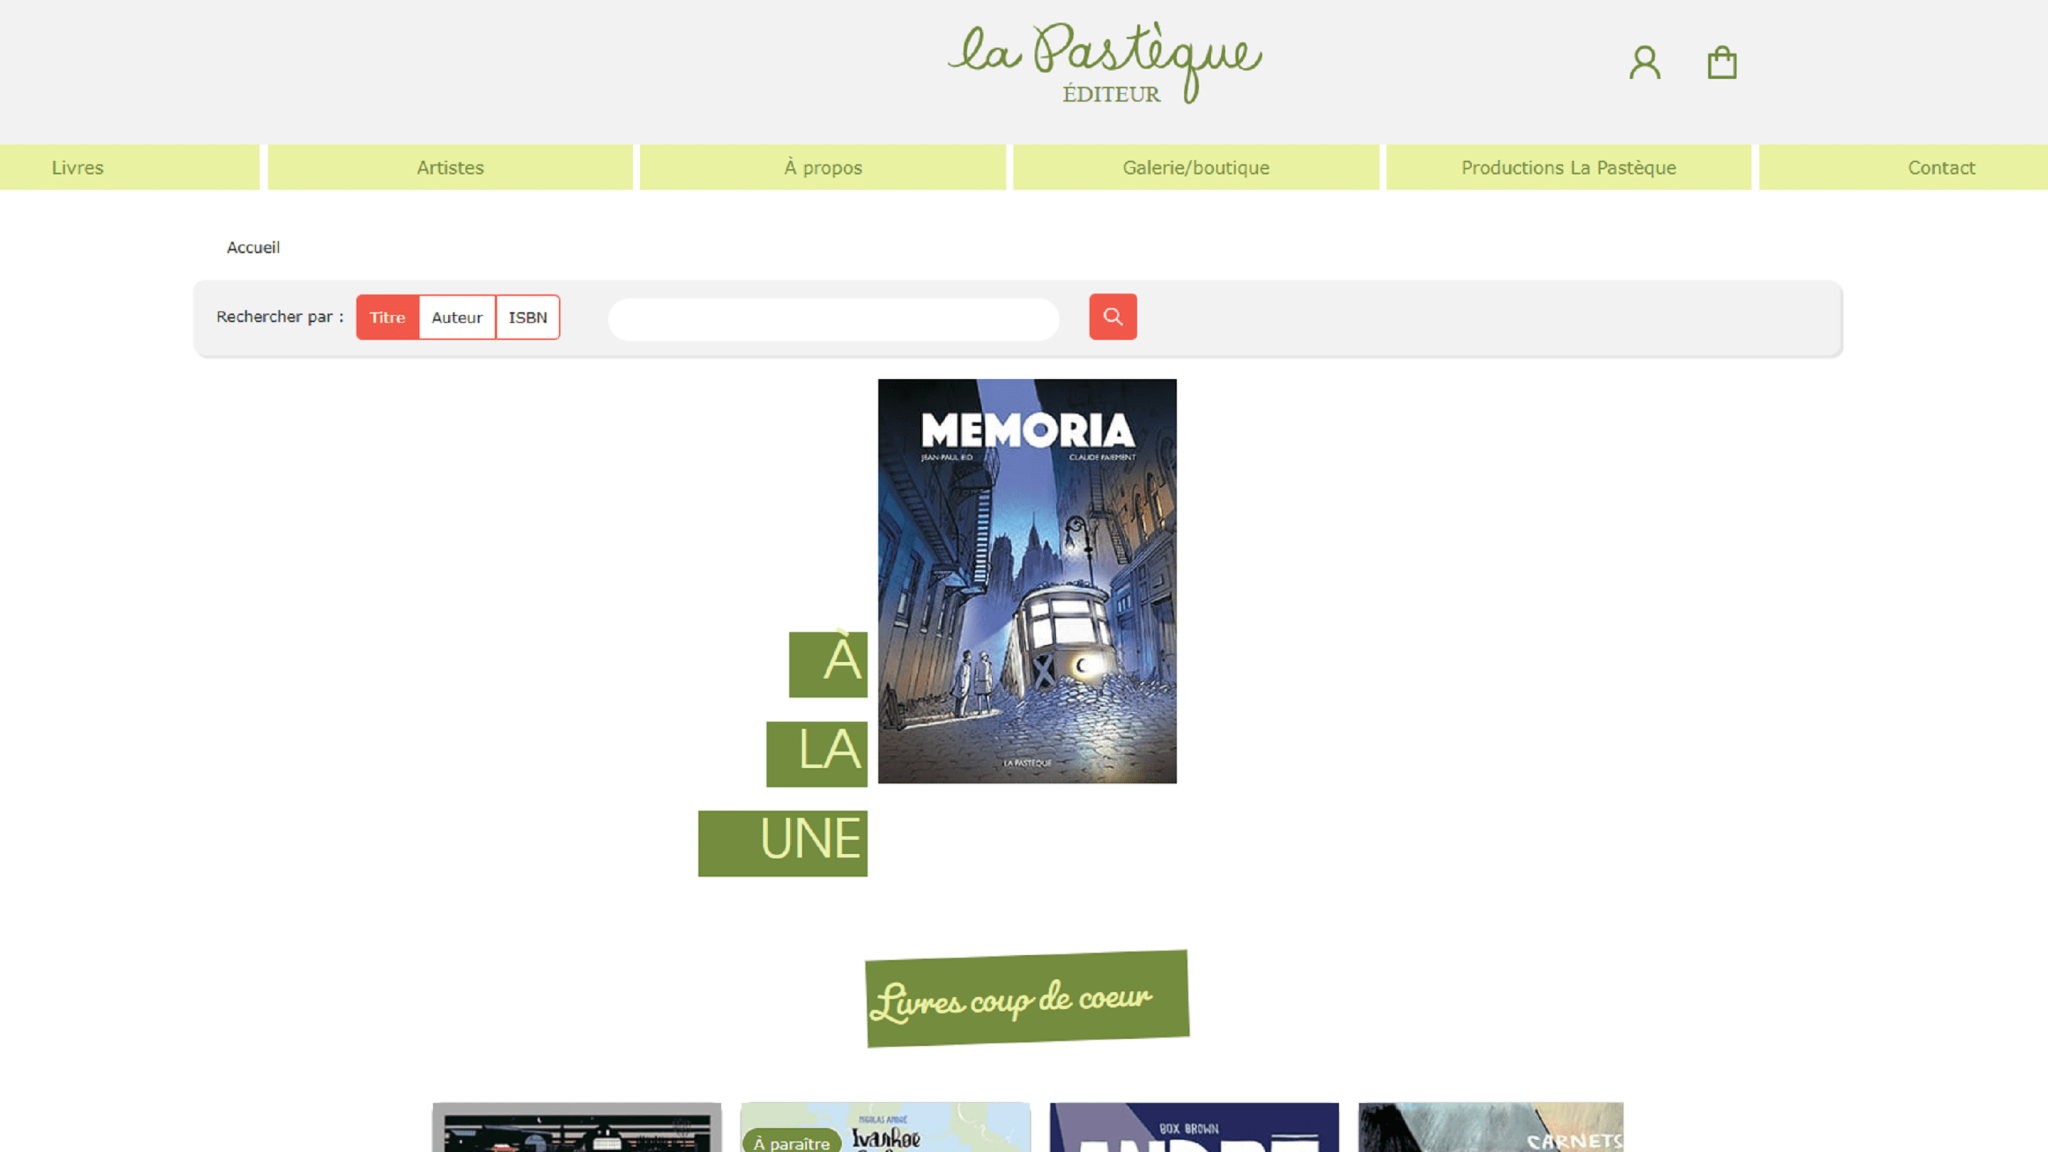 la Pastèque
ÉDITEUR
Livres
Artistes
À propos
Galerie/boutique
Productions La Pastèque
Contact
Accueil
Rechercher par :
Titre
Auteur
ISBN
MEMORIA
JEAN-PAUL EID
CLAUDE PAIEMENT
LA PASTÈQUE
À
LA
UNE
Livres coup de coeur
NICOLAS ANDRÉ
À paraître
Ivanhoé
BOX BROWN
ANDRE
CARNETS